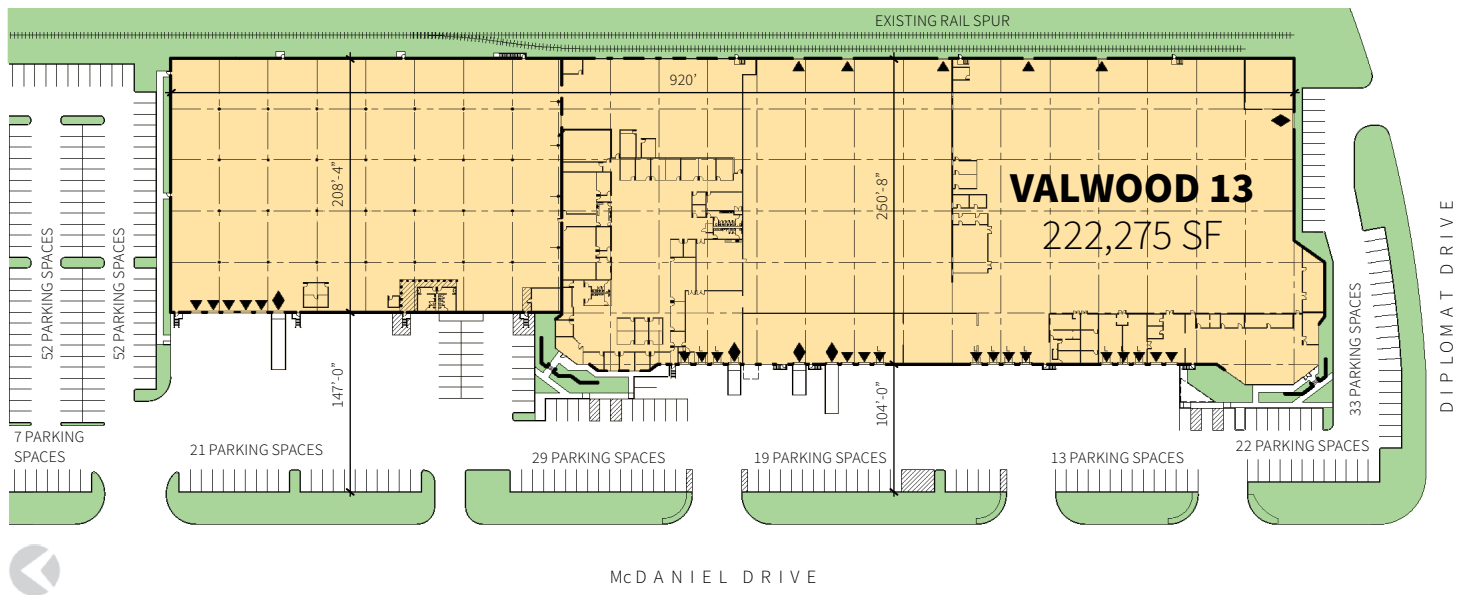 EXISTING RAIL SPUR
920’
208’-4”
250’-8”
VALWOOD 13
222,275 SF
DIPLOMAT DRIVE
52 PARKING SPACES
52 PARKING SPACES
33 PARKING SPACES
147’-0”
104’-0”
7 PARKING
SPACES
21 PARKING SPACES
29 PARKING SPACES
19 PARKING SPACES
13 PARKING SPACES
22 PARKING SPACES
McDANIEL DRIVE